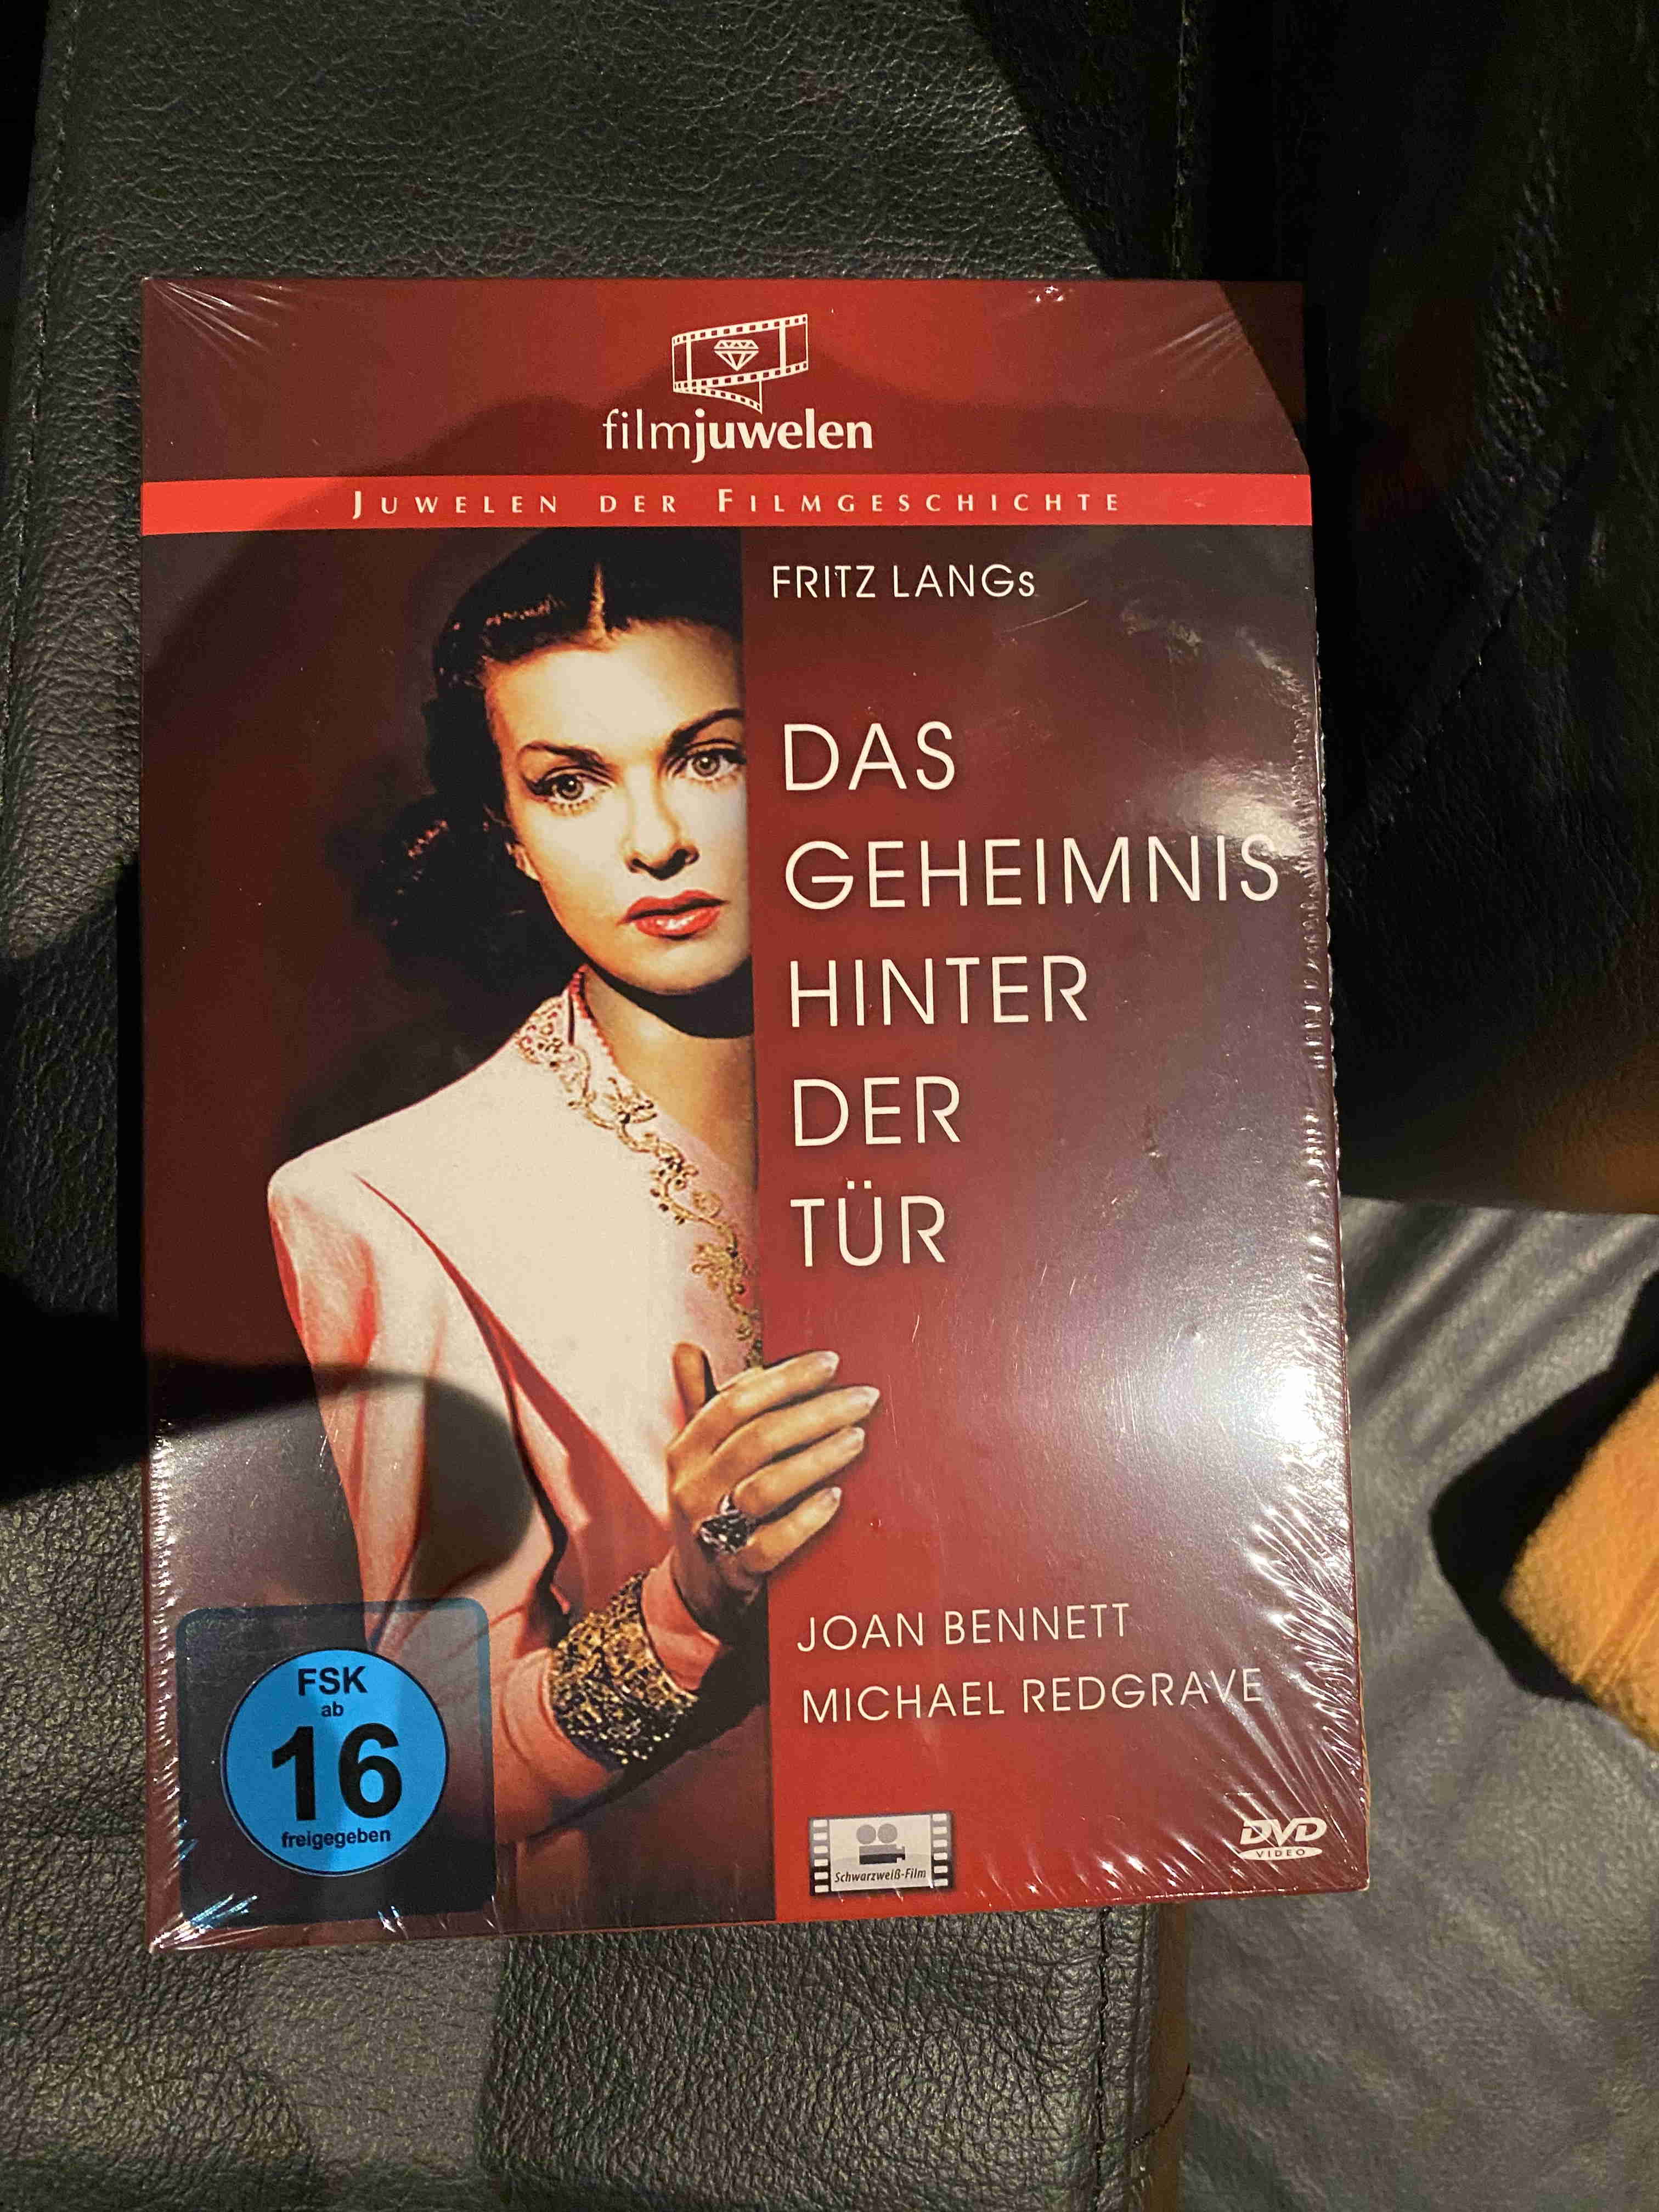 filmjuwelen
JUWELEN DER FILMGESCHICHTE
FRITZ LANGs
DAS
GEHEIMNIS
HINTER
DER
TÜR
JOAN BENNETT
MICHAEL REDGRAVE
FSK
ab
16
freigegeben
Schwarzweiß-Film
DVD
VIDEO